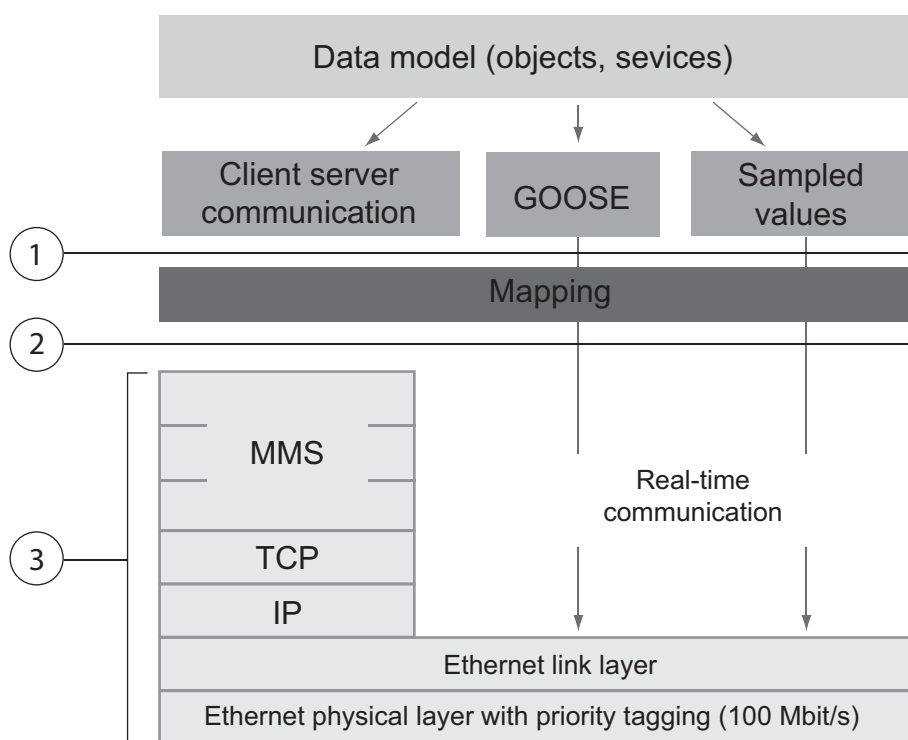 Data model (objects, sevices)
Client server
communication
GOOSE
Sampled
values
1
Mapping
2
3
MMS
TCP
IP
Real-time
communication
Ethernet link layer
Ethernet physical layer with priority tagging (100 Mbit/s)